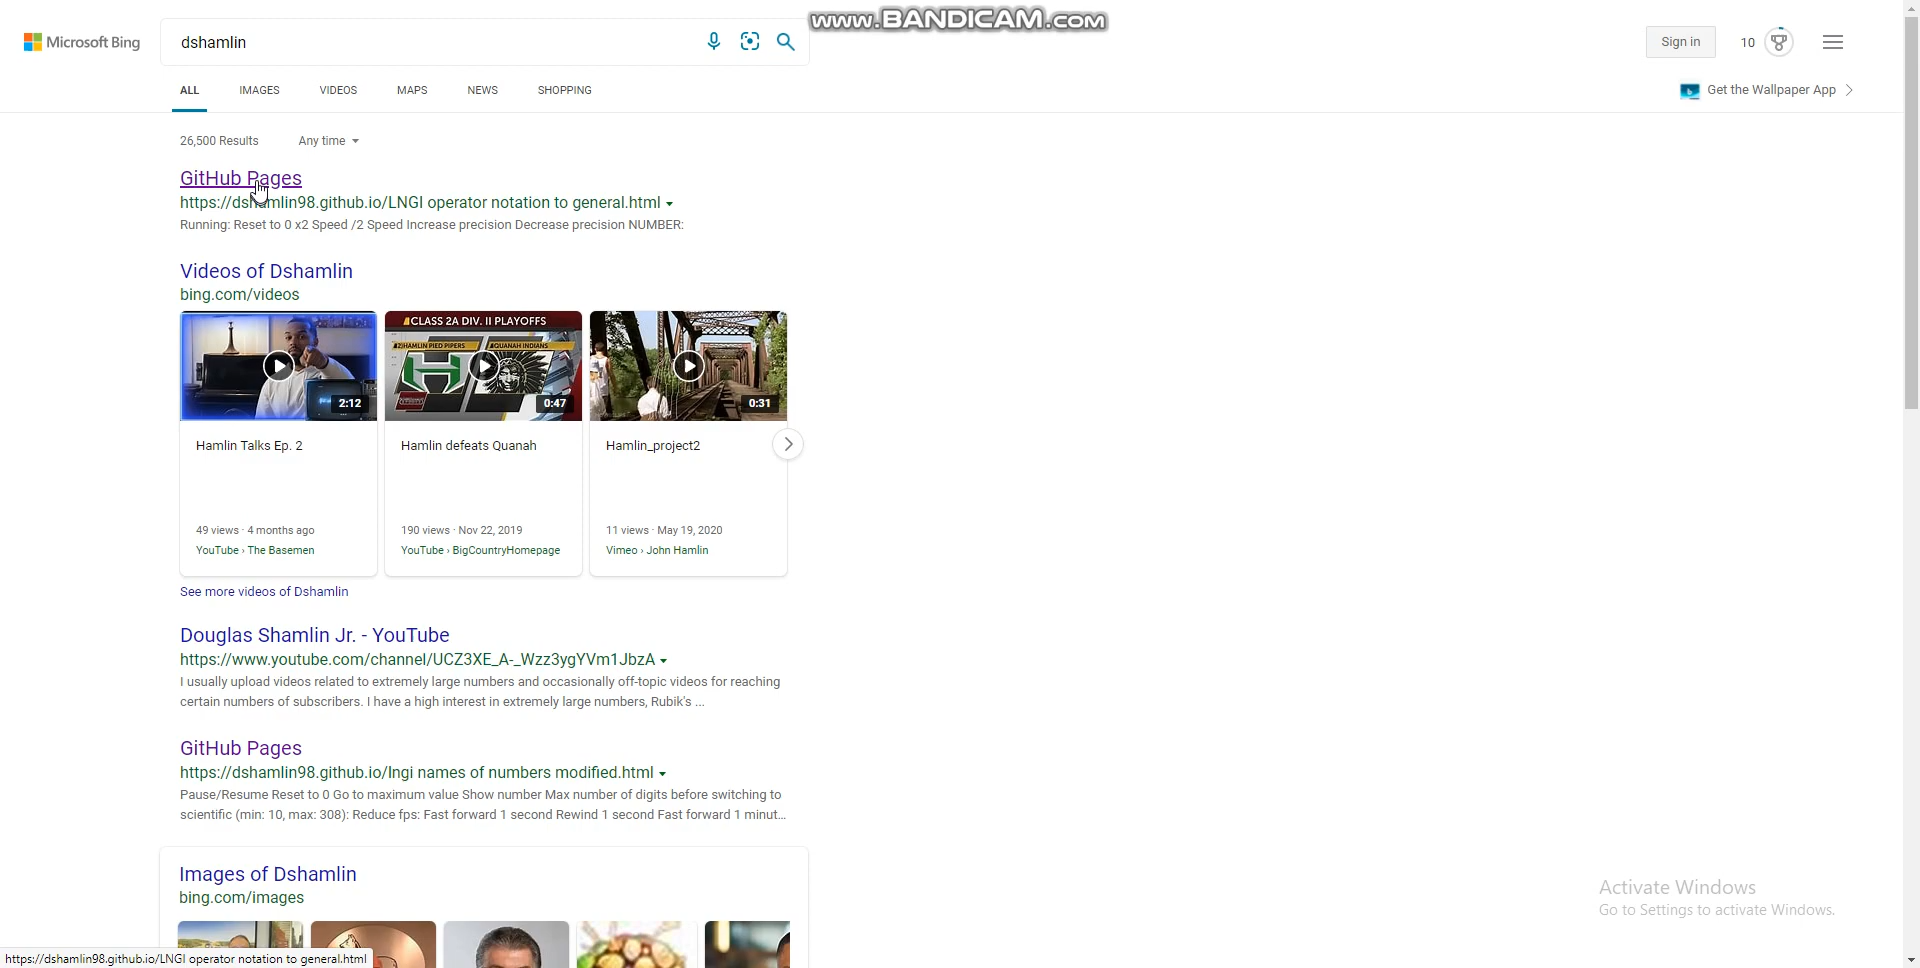 www.BANDICAM.com
Microsoft Bing
dshamlin
Sign in
10
ALL
IMAGES
VIDEOS
MAPS
NEWS
SHOPPING
Get the Wallpaper App
26,500 Results
Any time
GitHub Pages
https://dshamlin98.github.io/LNGI operator notation to general.html
Running: Reset to 0 x2 Speed /2 Speed Increase precision Decrease precision NUMBER:
Videos of Dshamlin
bing.com/videos
2:12
CLASS 2A DIV. II PLAYOFFS
HAMLIN PIED PIPERS
QUANAH INDIANS
0:47
0:31
Hamlin Talks Ep. 2
Hamlin defeats Quanah
Hamlin_project2
49 views · 4 months ago
190 views · Nov 22, 2019
11 views · May 19, 2020
YouTube › The Basemen
YouTube › BigCountryHomepage
Vimeo › John Hamlin
See more videos of Dshamlin
Douglas Shamlin Jr. - YouTube
https://www.youtube.com/channel/UCZ3XE_A-_Wzz3ygYVm1JbzA
I usually upload videos related to extremely large numbers and occasionally off-topic videos for reaching
certain numbers of subscribers. I have a high interest in extremely large numbers, Rubik's ...
GitHub Pages
https://dshamlin98.github.io/lngi names of numbers modified.html
Pause/Resume Reset to 0 Go to maximum value Show number Max number of digits before switching to
scientific (min: 10, max: 308): Reduce fps: Fast forward 1 second Rewind 1 second Fast forward 1 minut...
Images of Dshamlin
bing.com/images
Activate Windows
Go to Settings to activate Windows.
https://dshamlin98.github.io/LNGI operator notation to general.html